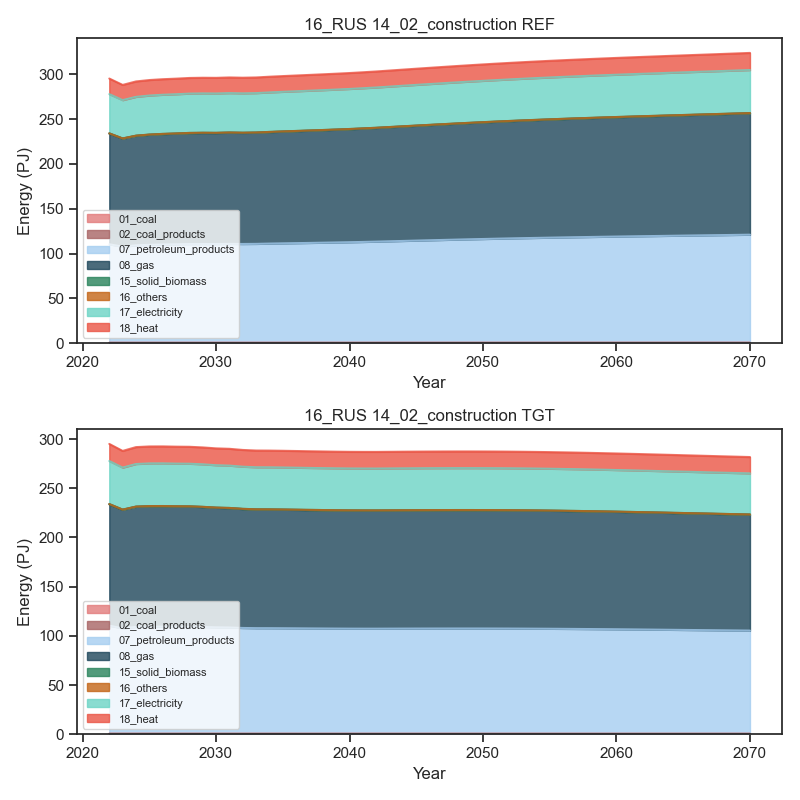 16_RUS 14_02_construction REF
Energy (PJ)
300
250
200
150
100
50
0
01_coal
02_coal_products
07_petroleum_products
08_gas
15_solid_biomass
16_others
17_electricity
18_heat
2020 2030 2040 2050 2060 2070
Year
16_RUS 14_02_construction TGT
Energy (PJ)
300
250
200
150
100
50
0
01_coal
02_coal_products
07_petroleum_products
08_gas
15_solid_biomass
16_others
17_electricity
18_heat
2020 2030 2040 2050 2060 2070
Year